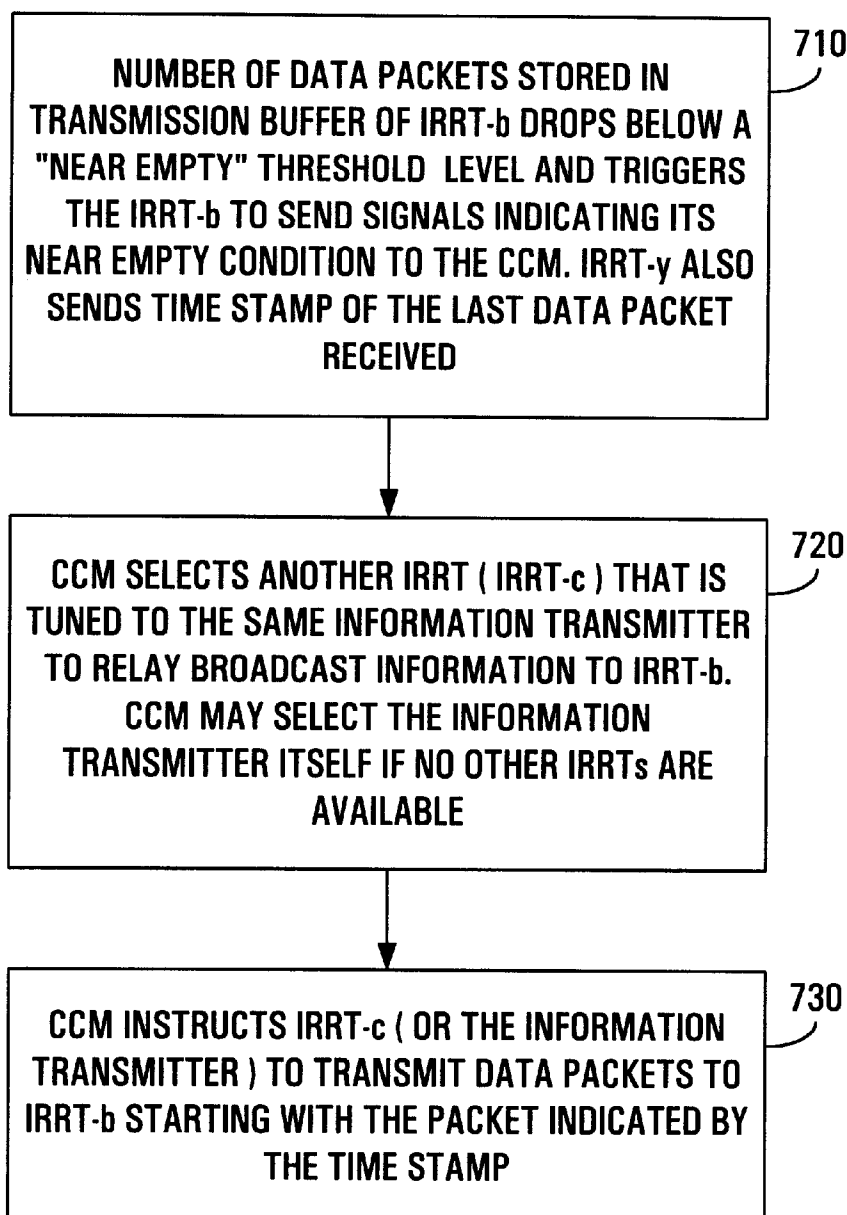 710
NUMBER OF DATA PACKETS STORED IN
TRANSMISSION BUFFER OF IRRT-b DROPS BELOW A
"NEAR EMPTY" THRESHOLD LEVEL AND TRIGGERS
THE IRRT-b TO SEND SIGNALS INDICATING ITS
NEAR EMPTY CONDITION TO THE CCM. IRRT-y ALSO
SENDS TIME STAMP OF THE LAST DATA PACKET
RECEIVED
720
CCM SELECTS ANOTHER IRRT ( IRRT-c ) THAT IS
TUNED TO THE SAME INFORMATION TRANSMITTER
TO RELAY BROADCAST INFORMATION TO IRRT-b.
CCM MAY SELECT THE INFORMATION
TRANSMITTER ITSELF IF NO OTHER IRRTs ARE
AVAILABLE
730
CCM INSTRUCTS IRRT-c ( OR THE INFORMATION
TRANSMITTER ) TO TRANSMIT DATA PACKETS TO
IRRT-b STARTING WITH THE PACKET INDICATED BY
THE TIME STAMP